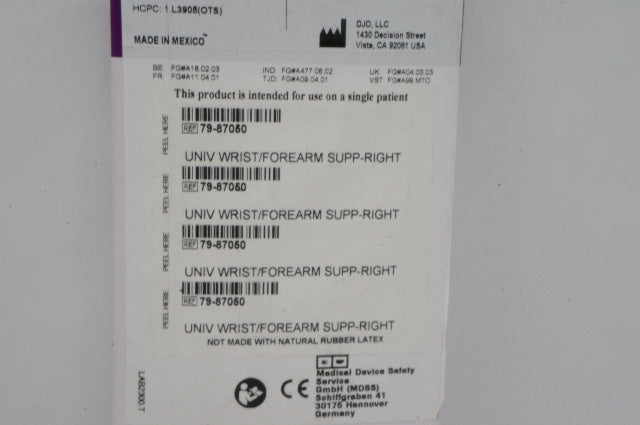 HCPC: 1.L3908(OTS)
DJO, LLC
1430 Decision Street
Vista, CA 92081 USA
MADE IN MEXICO
BE: FG#A18.02.03
IND: FG#A477.06.02
UK: FG#A04.03.03
FR: FG#A11.04.01
TJD: FG#A09.04.01
VST: FG#A99.MTO
This product is intended for use on a single patient
PEEL HERE
REF 79-87050
UNIV WRIST/FOREARM SUPP-RIGHT
PEEL HERE
REF 79-87050
UNIV WRIST/FOREARM SUPP-RIGHT
PEEL HERE
REF 79-87050
UNIV WRIST/FOREARM SUPP-RIGHT
PEEL HERE
REF 79-87050
UNIV WRIST/FOREARM SUPP-RIGHT
NOT MADE WITH NATURAL RUBBER LATEX
LAB2300.T
CE
Medical Device Safety
Service
GmbH (MDSS)
Schiffgraben 41
30175 Hannover
Germany